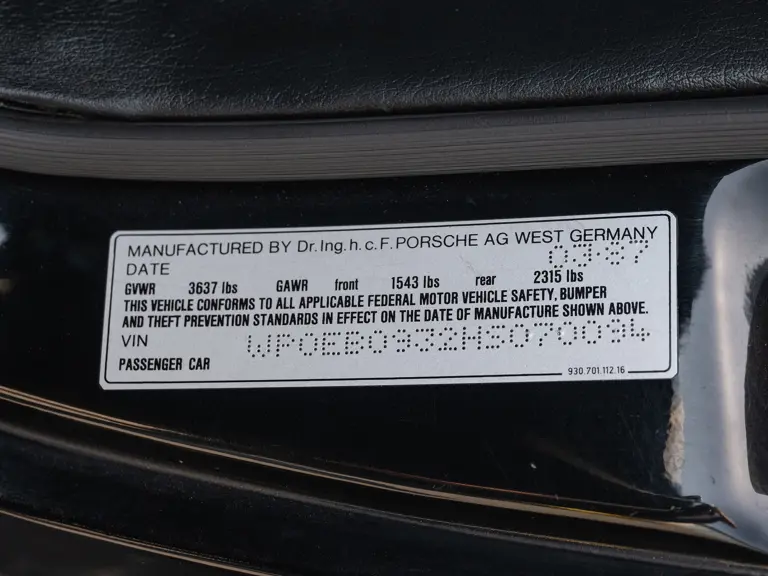 MANUFACTURED BY Dr.Ing.h.c.F.PORSCHE AG WEST GERMANY
DATE 03·87
GVWR 3637 lbs GAWR front 1543 lbs rear 2315 lbs
THIS VEHICLE CONFORMS TO ALL APPLICABLE FEDERAL MOTOR VEHICLE SAFETY, BUMPER
AND THEFT PREVENTION STANDARDS IN EFFECT ON THE DATE OF MANUFACTURE SHOWN ABOVE.
VIN WP0EB0932HS070094
PASSENGER CAR
930.701.112.16